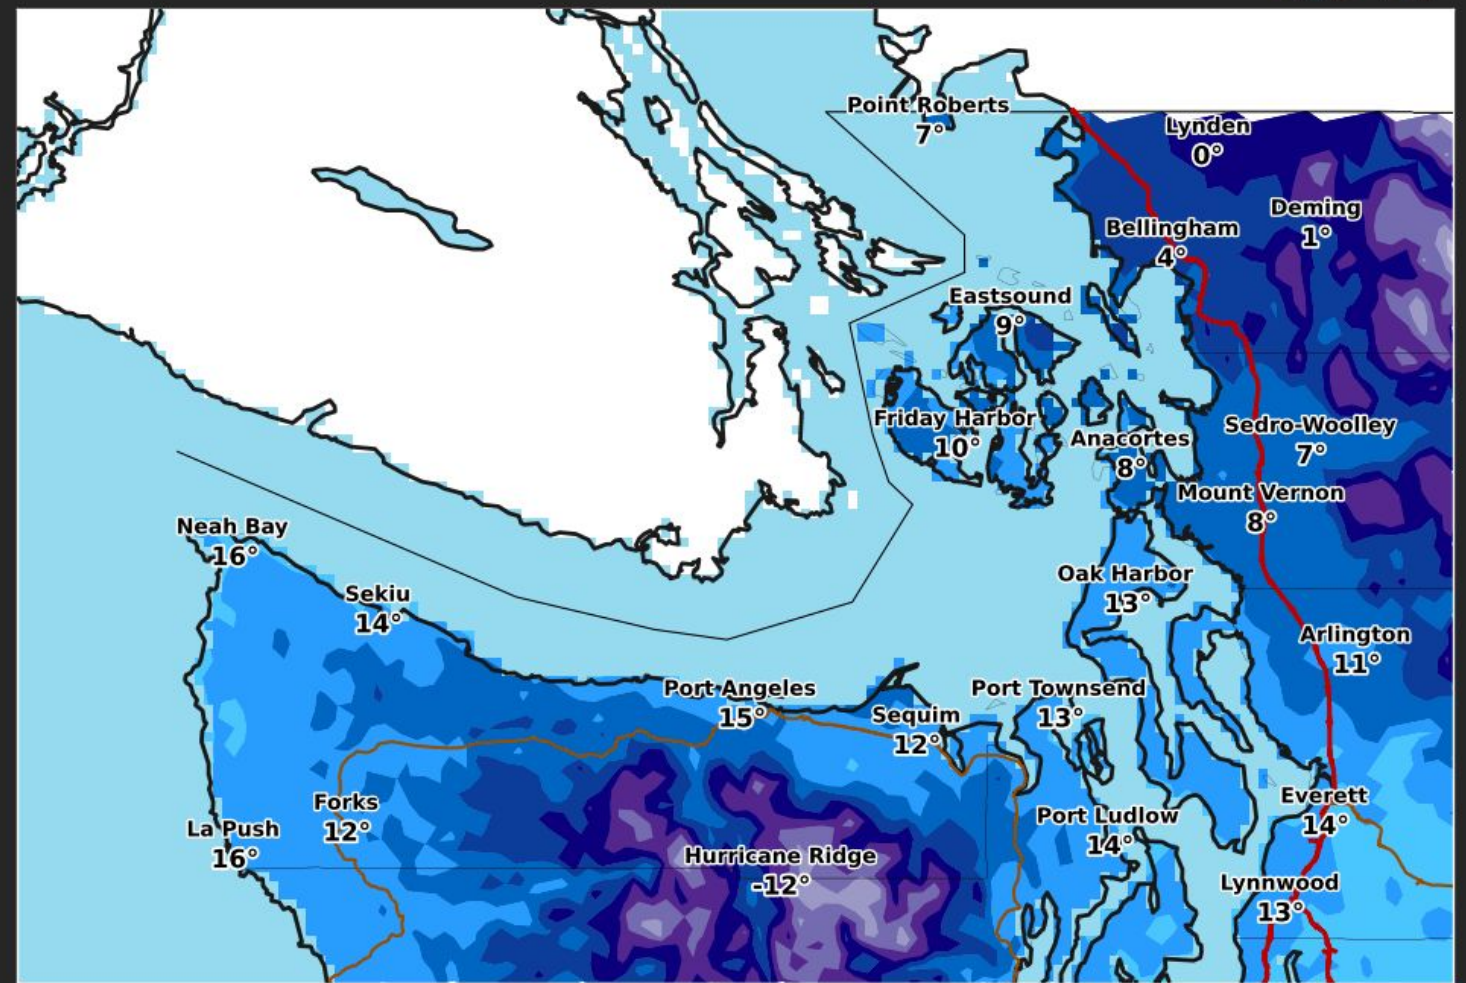 Point Roberts
7°
Lynden
0°
Deming
1°
Bellingham
4°
Eastsound
9°
Friday Harbor
10°
Anacortes
8°
Sedro-Woolley
7°
Mount Vernon
8°
Neah Bay
16°
Sekiu
14°
Oak Harbor
13°
Arlington
11°
Port Angeles
15°
Sequim
12°
Port Townsend
13°
Forks
12°
La Push
16°
Hurricane Ridge
-12°
Port Ludlow
14°
Everett
14°
Lynnwood
13°